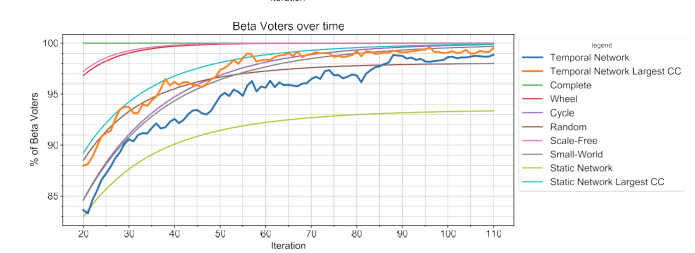 Iteration
Beta Voters over time
% of Beta Voters
100
95
90
85
20
30
40
50
60
70
80
90
100
110
Iteration
legend
Temporal Network
Temporal Network Largest CC
Complete
Wheel
Cycle
Random
Scale-Free
Small-World
Static Network
Static Network Largest CC